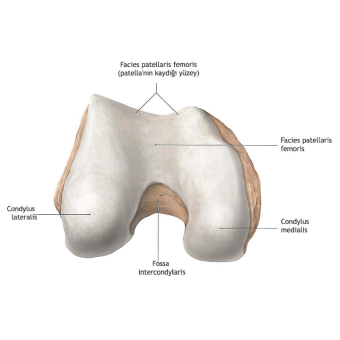 Facies patellaris femoris
(patella'nın kaydığı yüzey)
Facies patellaris
femoris
Condylus
lateralis
Condylus
medialis
Fossa
intercondylaris